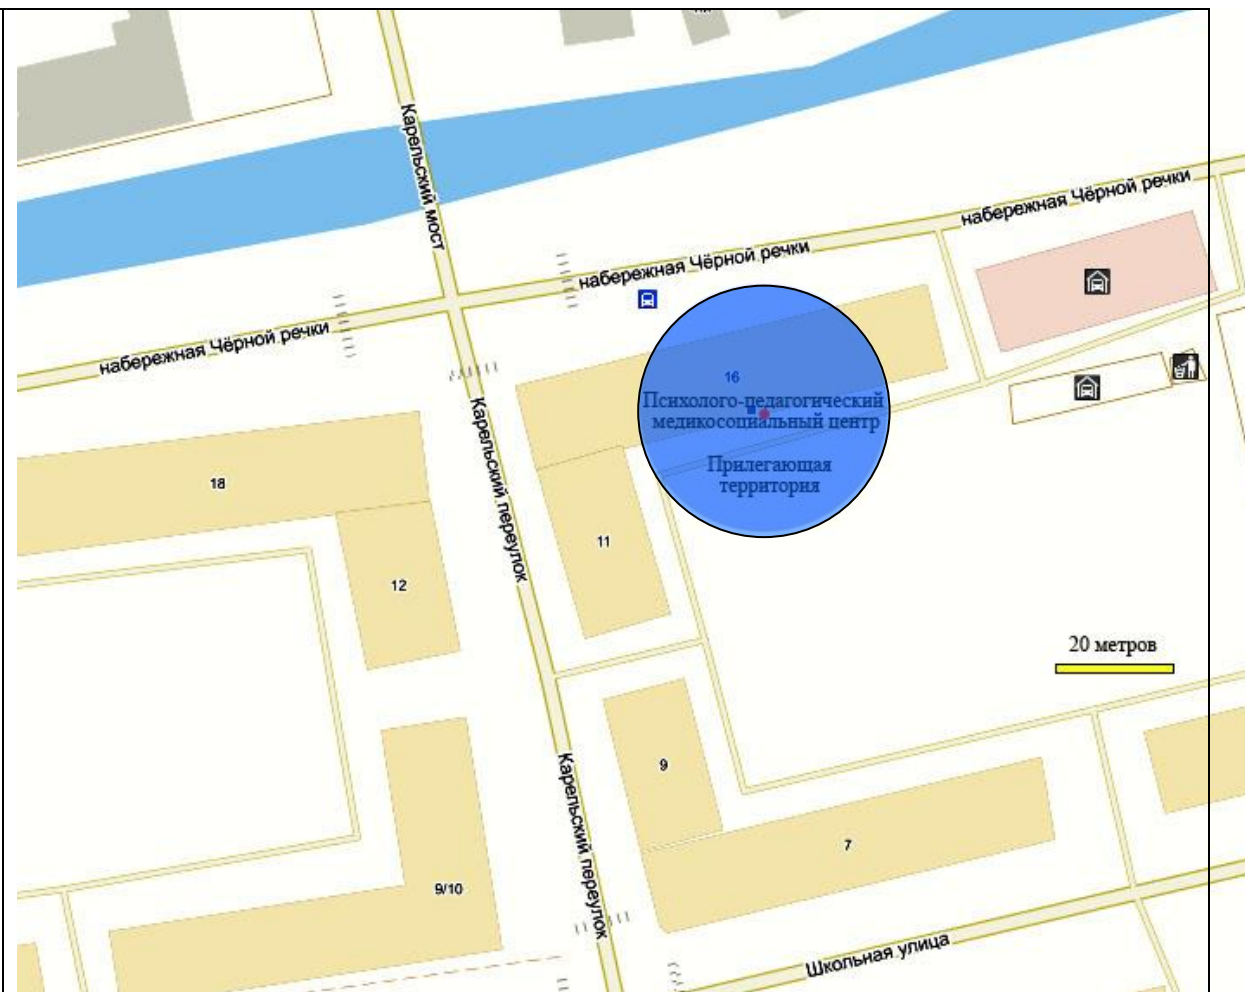 Карельский мост
набережная Чёрной речки
набережная Чёрной речки
набережная Чёрной речки
16
Психолого-педагогический
медикосоциальный центр
Прилегающая
территория
Карельский переулок
18
11
12
20 метров
9
Карельский переулок
7
9/10
Школьная улица